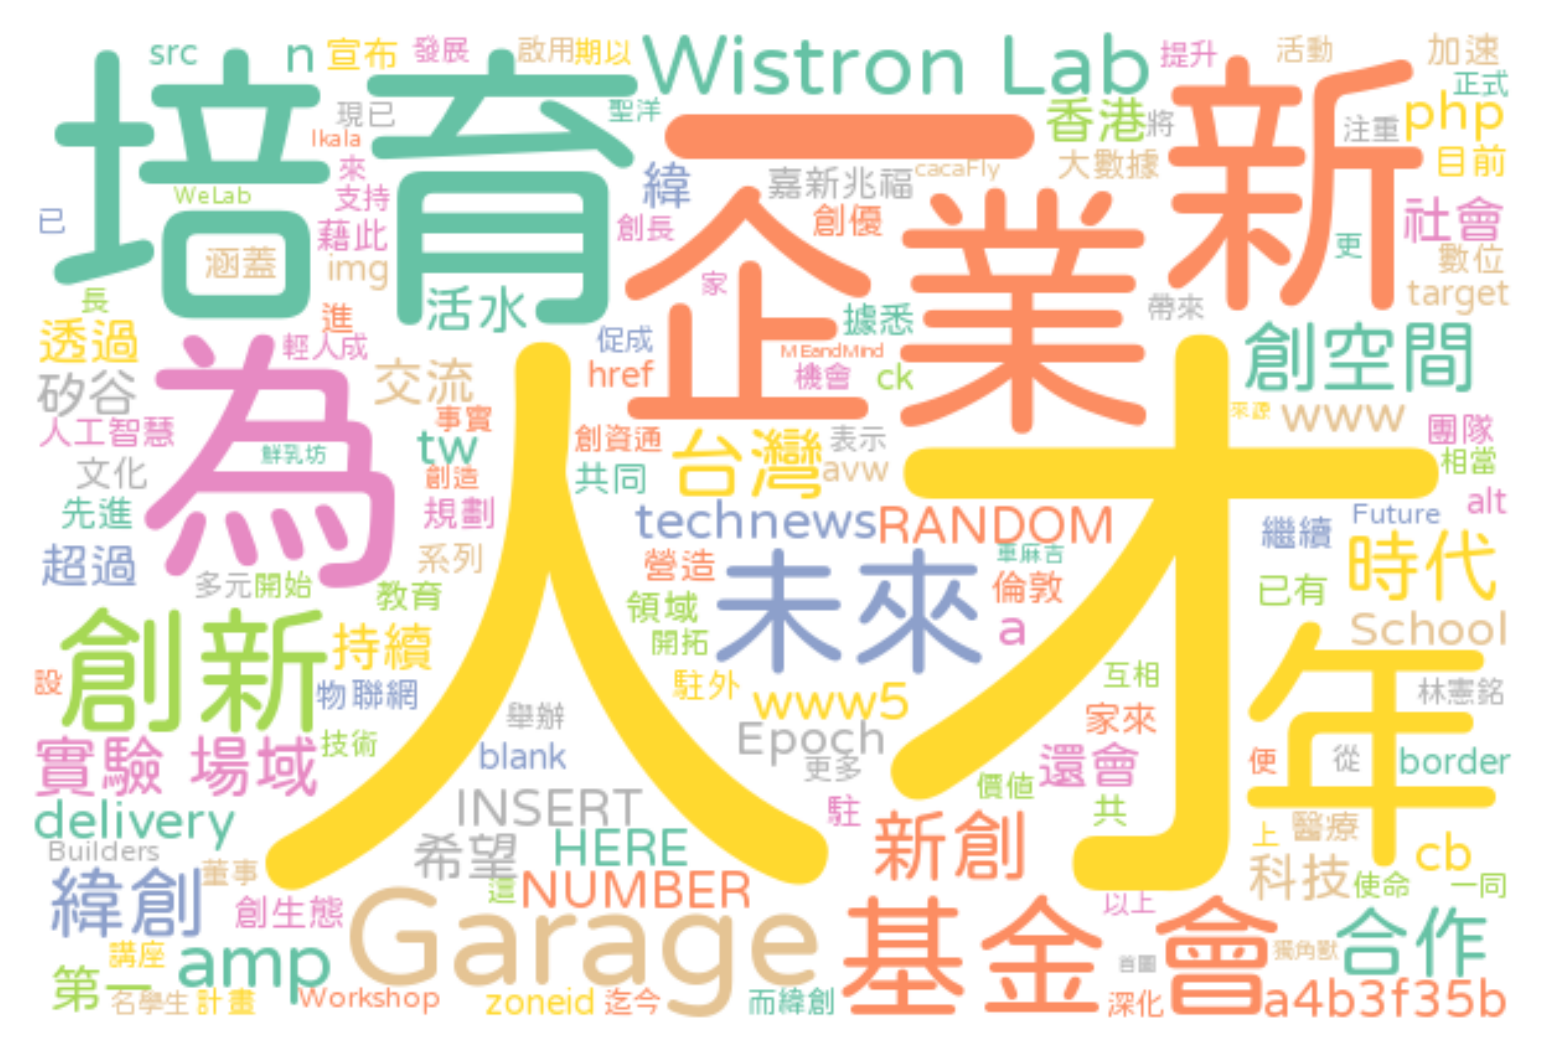 src
n
宣布
發展
啟用
期以
Wistron Lab
提升
活動
加速
正式
培育
一
新
企業
現已
聖洋
香港
將
注重
php
Ikala
來
緯
嘉新兆福
cacaFly
大數據
目前
WeLab
支持
已
藉此
創長
創優
社會
更
涵蓋
img
家
數位
target
長
活水
據悉
帶來
透過
進
輕人成
促成
MEandMind
創空間
為
人才
矽谷
交流
href
機會
ck
來源
www
人工智慧
事實
創資通
表示
團隊
鮮乳坊
tw
台灣
文化
創造
共同
avw
相當
先進
規劃
technews
RANDOM
Future
alt
超過
系列
營造
未來
車麻吉
繼續
時代
多元
開始
教育
領域
倫敦
已有
創新
持續
開拓
a
School
設
物聯網
駐外
互相
年
林憲銘
www5
舉辦
家來
實驗 場域
技術
blank
Epoch
更多
還會
便
從
border
價值
delivery
INSERT
駐
共
上
醫療
Builders
希望
HERE
新創
cb
緯創
董事
這
NUMBER
科技
使命
一同
創生態
Garage
基金會
以上
合作
講座
amp
首圖
獨角獸
第一
名學生
計畫
Workshop
zoneid
迄今
而緯創
深化
a4b3f35b